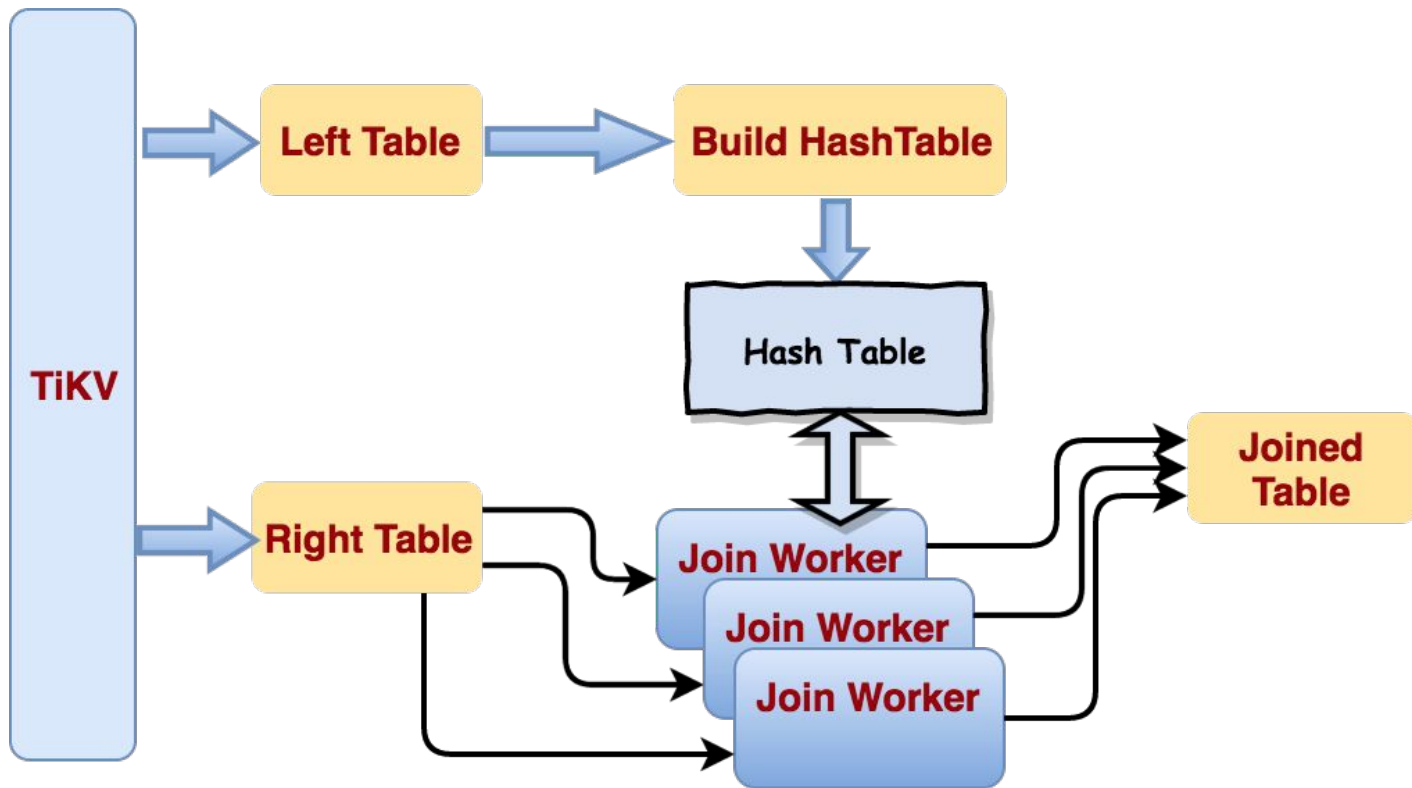 Left Table
Build HashTable
Hash Table
TiKV
Right Table
Join Worker
Join Worker
Join Worker
Joined
Table